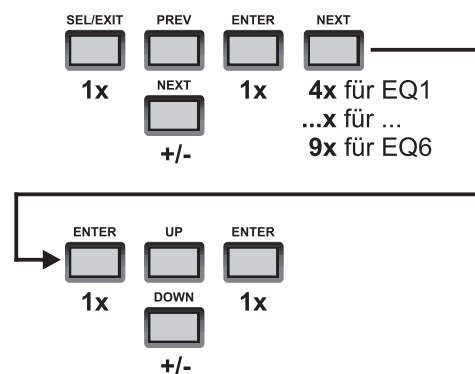 SEL/EXIT PREV ENTER NEXT
1x NEXT 1x 4x für EQ1
...x für ...
+/- 9x für EQ6
ENTER UP ENTER
1x DOWN 1x
+/-